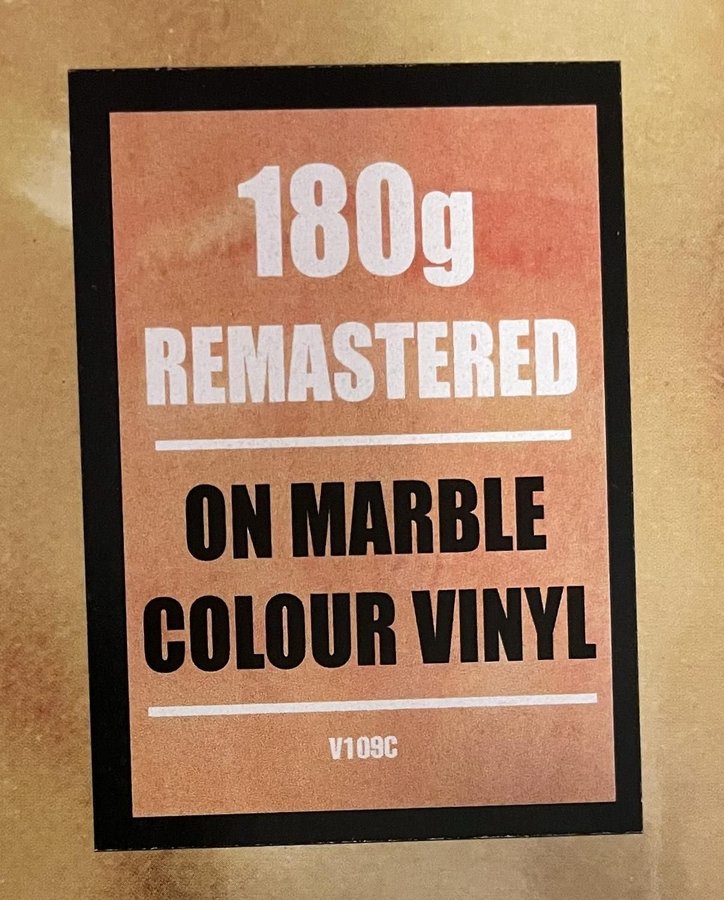 180g
REMASTERED
ON MARBLE
COLOUR VINYL
V109C